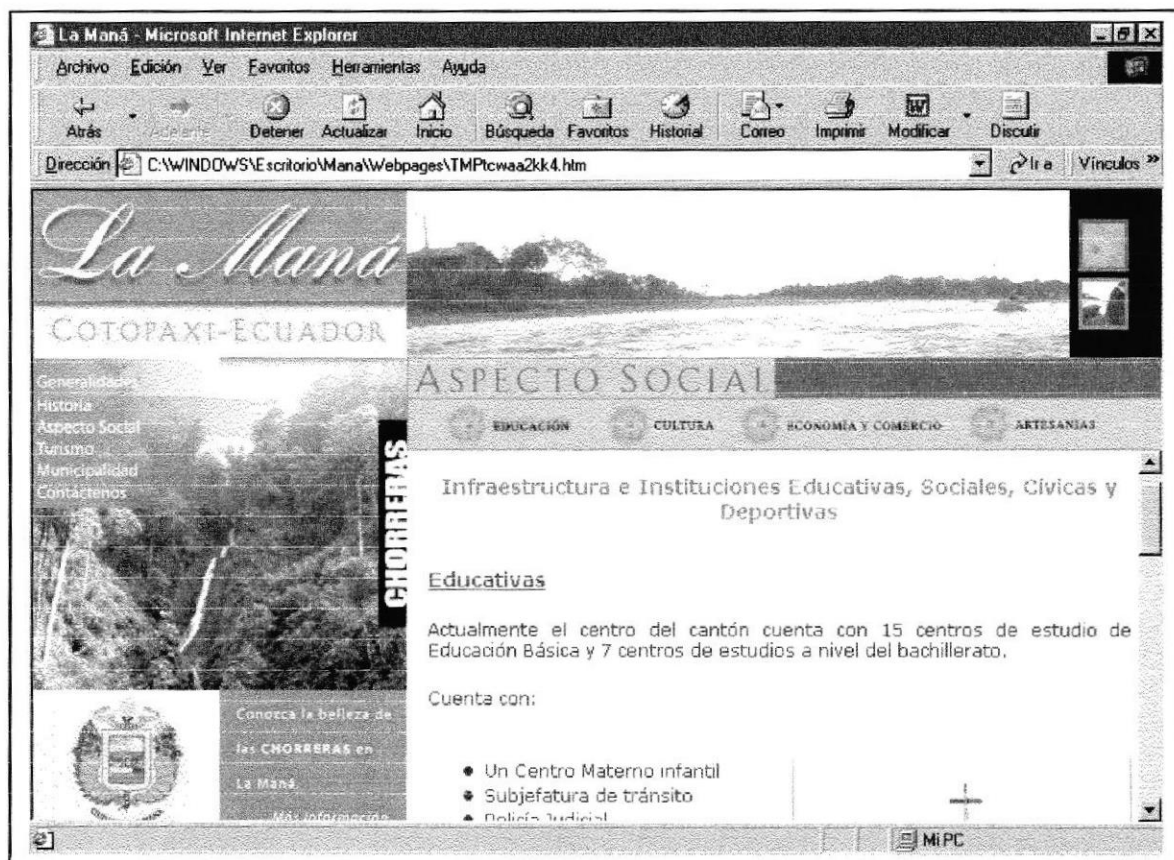 La Maná - Microsoft Internet Explorer
Archivo Edición Ver Favoritos Herramientas Ayuda
Atrás Adelante Detener Actualizar Inicio Búsqueda Favoritos Historial Correo Imprimir Modificar Discutir
Dirección C:\WINDOWS\Escritorio\Mana\Webpages\TMPtcwaa2kk4.htm Ir a Vínculos »
La Maná
COTOPAXI-ECUADOR
Generalidades
Historia
Aspecto Social
Turismo
Municipalidad
Contáctenos
CHORRERAS
Conozca la belleza de
las CHORRERAS en
La Maná.
Más información
ASPECTO SOCIAL
EDUCACIÓN CULTURA ECONOMÍA Y COMERCIO ARTESANIAS
Infraestructura e Instituciones Educativas, Sociales, Cívicas y
Deportivas
Educativas
Actualmente el centro del cantón cuenta con 15 centros de estudio de
Educación Básica y 7 centros de estudios a nivel del bachillerato.
Cuenta con:
• Un Centro Materno infantil
• Subjefatura de tránsito
• Policía Judicial
Mi PC